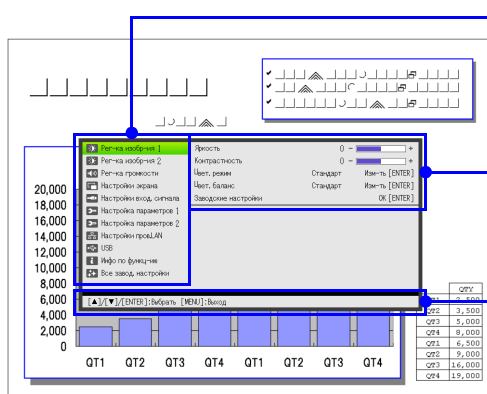 Рег-ка изобр-ия 1
Рег-ка изобр-ия 2
Рег-ка громкости
Настройки экрана
Настройки вход. сигнала
Настройка параметров 1
Настройка параметров 2
Настройки пров.LAN
USB
Инфо по функц-ию
Все завод. настройки
Яркость 0 - +
Контрастность 0 - +
Цвет. режим Стандарт Изм-ть [ENTER]
Цвет. баланс Стандарт Изм-ть [ENTER]
Заводские настройки OK [ENTER]
[▲]/[▼]/[ENTER]:Выбрать [MENU]:Выход
20,000
18,000
16,000
14,000
12,000
10,000
8,000
6,000
4,000
2,000
0
QT1 QT2 QT3 QT4 QT1 QT2 QT3 QT4
QTY
QT1 2,500
QT2 3,500
QT3 5,000
QT4 8,000
QT1 6,500
QT2 9,000
QT3 16,000
QT4 19,000